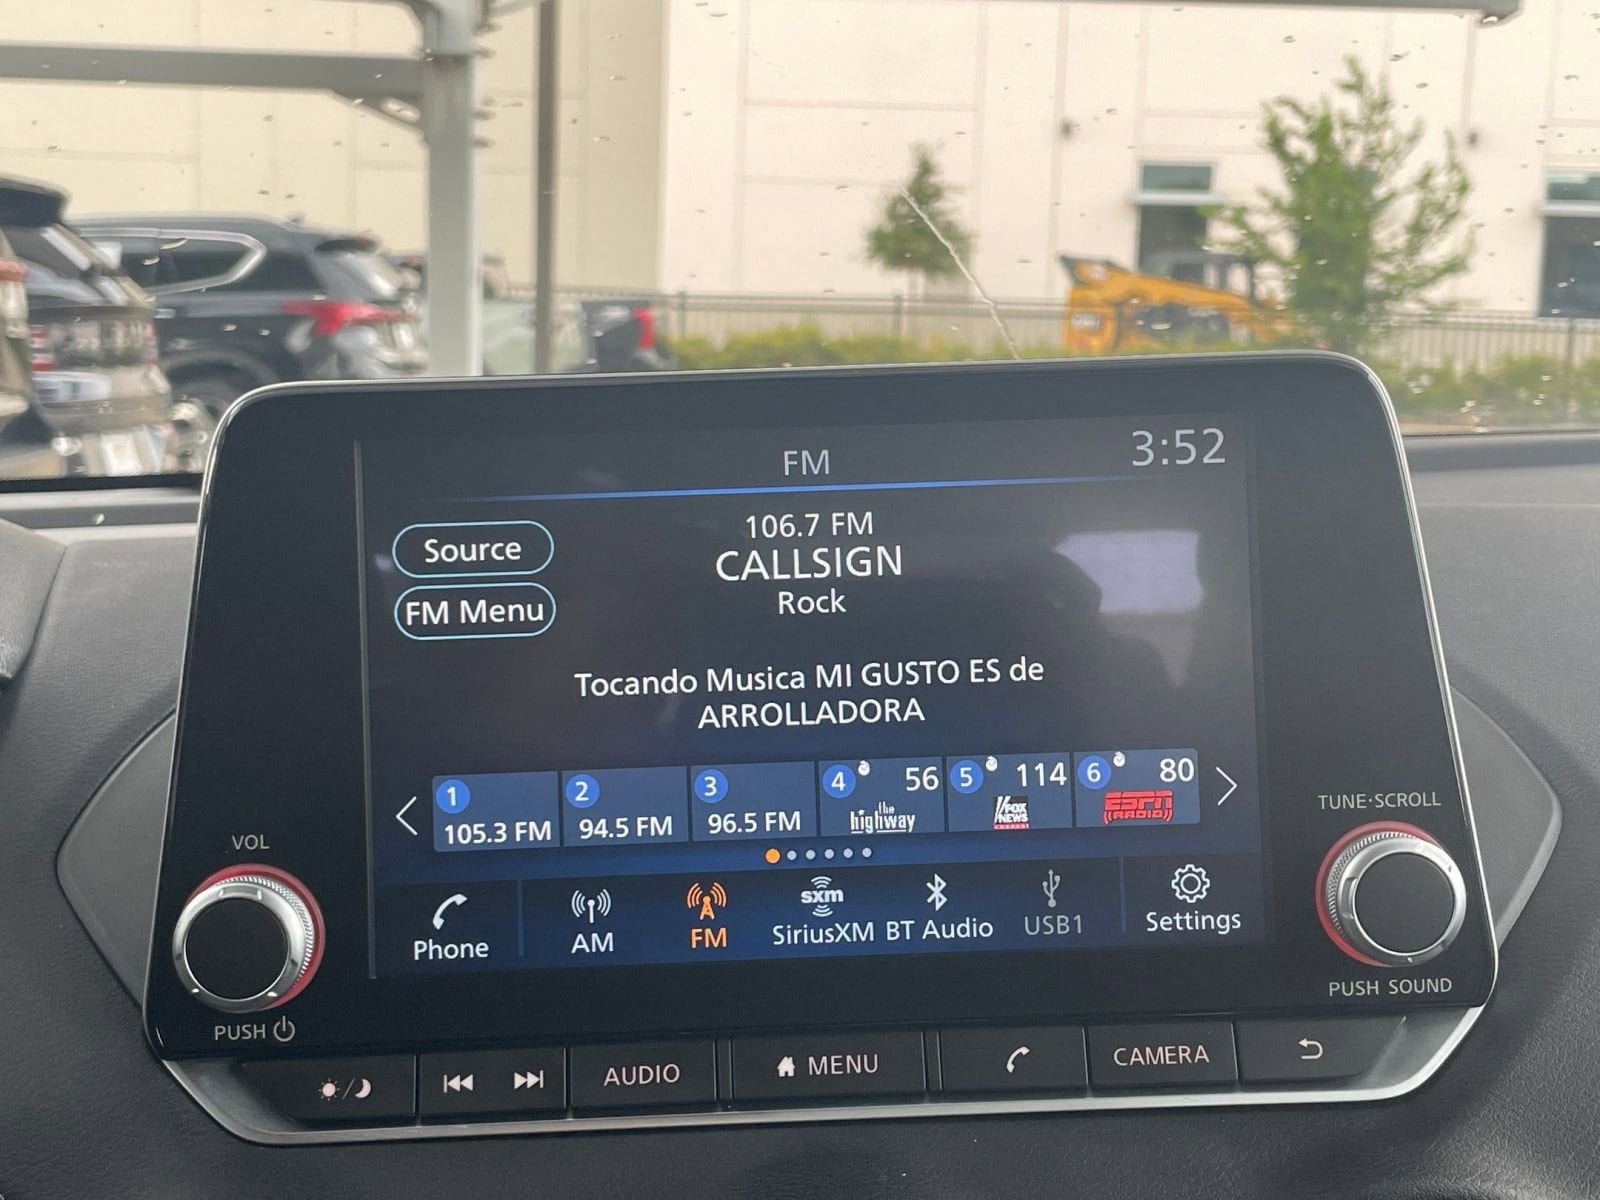 FM
3:52
Source
FM Menu
106.7 FM
CALLSIGN
Rock
Tocando Musica MI GUSTO ES de
ARROLLADORA
1
105.3 FM
2
94.5 FM
3
96.5 FM
4 56
the
highway
5 114
FOX
NEWS
6 80
ESPN
RADIO
Phone
AM
FM
sxm
SiriusXM
BT Audio
USB1
Settings
VOL
PUSH
TUNE·SCROLL
PUSH SOUND
AUDIO
MENU
CAMERA